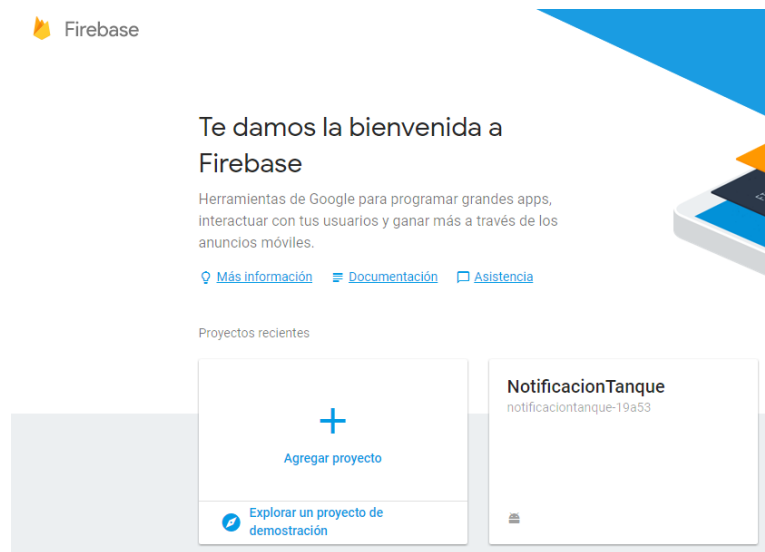 Firebase
Te damos la bienvenida a
Firebase
Herramientas de Google para programar grandes apps,
interactuar con tus usuarios y ganar más a través de los
anuncios móviles.
Más información Documentación Asistencia
Proyectos recientes
Agregar proyecto
Explorar un proyecto de
demostración
NotificacionTanque
notificaciontanque-19a53